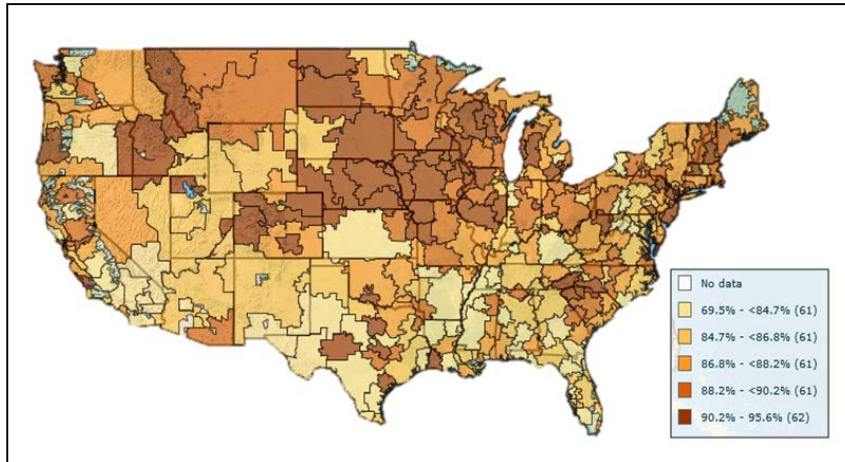 No data
69.5% - <84.7% (61)
84.7% - <86.8% (61)
86.8% - <88.2% (61)
88.2% - <90.2% (61)
90.2% - 95.6% (62)